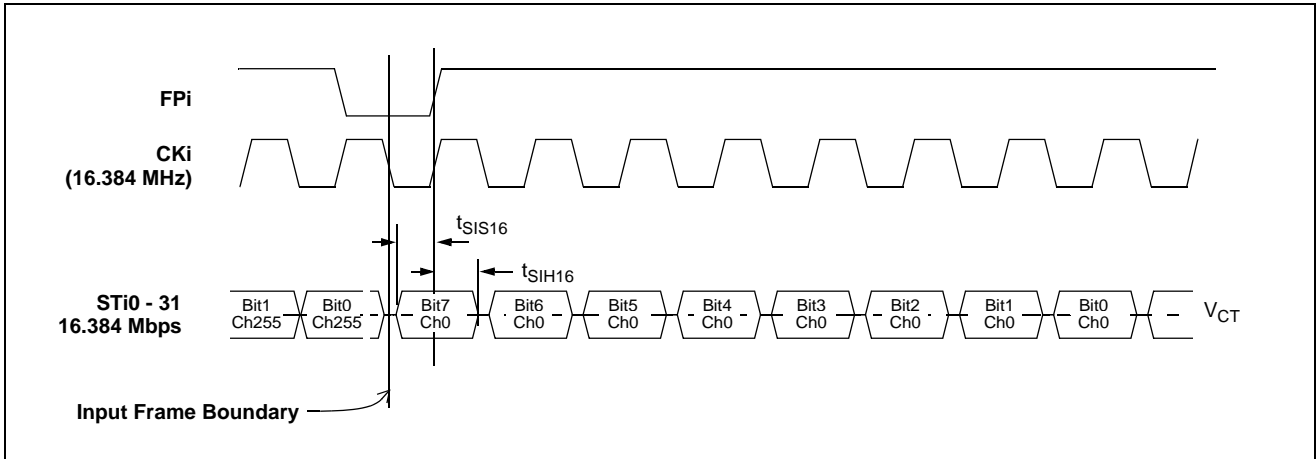 FPi
CKi
(16.384 MHz)
tSIS16
tSIH16
STi0 - 31
16.384 Mbps
Bit1
Ch255
Bit0
Ch255
Bit7
Ch0
Bit6
Ch0
Bit5
Ch0
Bit4
Ch0
Bit3
Ch0
Bit2
Ch0
Bit1
Ch0
Bit0
Ch0
VCT
Input Frame Boundary